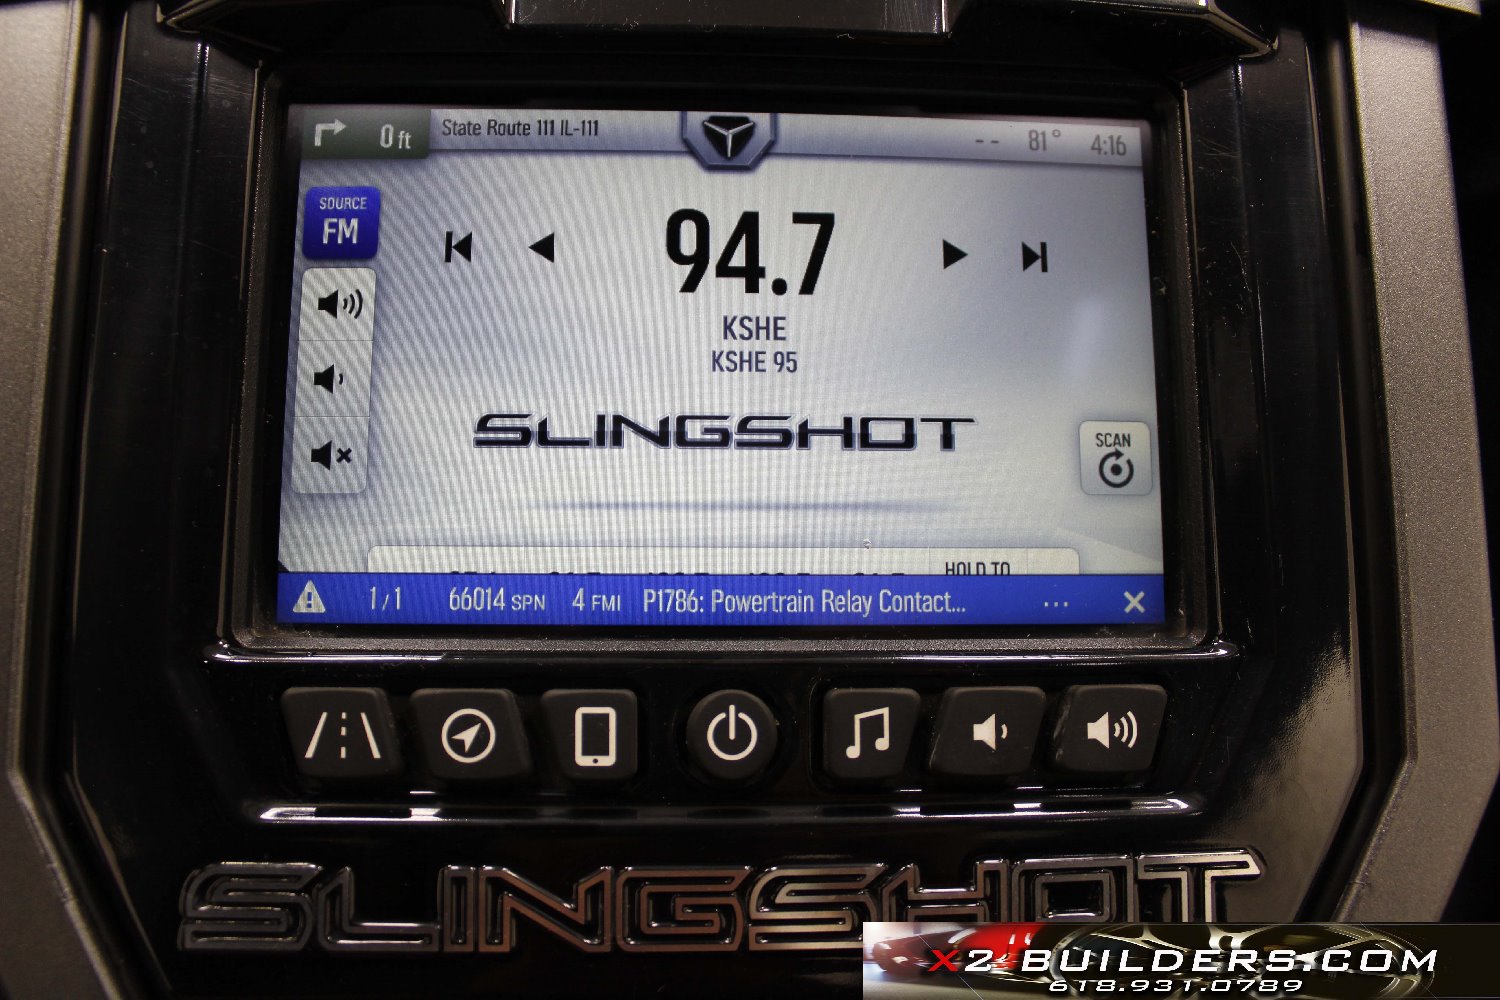 0 ft State Route 111 IL-111 -- 81° 4:16
SOURCE
FM
94.7
KSHE
KSHE 95
SLINGSHOT
SCAN
HOLD TO
1/1 66014 SPN 4 FMI P1786: Powertrain Relay Contact... ... X
SLINGSHOT
X2-BUILDERS.COM
618.931.0789